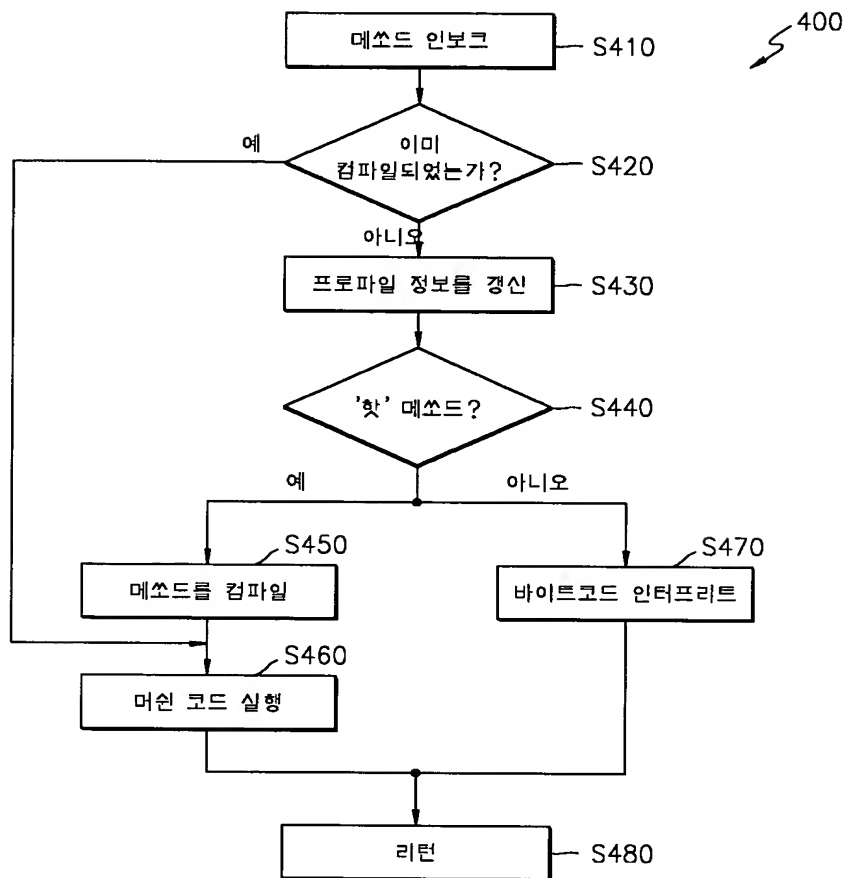 400
메쏘드 인보크
S410
예
이미
컴파일되었는가?
S420
아니오
프로파일 정보를 갱신
S430
'핫' 메쏘드?
S440
예
아니오
S450
메쏘드를 컴파일
S470
바이트코드 인터프리트
S460
머쉰 코드 실행
리턴
S480